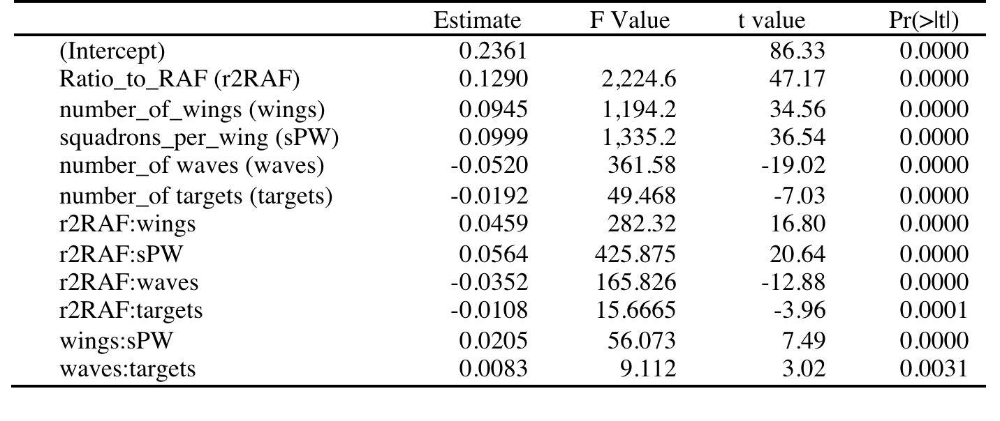 Estimate F Value t value Pr(>|t|)
(Intercept) 0.2361 86.33 0.0000
Ratio_to_RAF (r2RAF) 0.1290 2,224.6 47.17 0.0000
number_of_wings (wings) 0.0945 1,194.2 34.56 0.0000
squadrons_per_wing (sPW) 0.0999 1,335.2 36.54 0.0000
number_of waves (waves) -0.0520 361.58 -19.02 0.0000
number_of targets (targets) -0.0192 49.468 -7.03 0.0000
r2RAF:wings 0.0459 282.32 16.80 0.0000
r2RAF:sPW 0.0564 425.875 20.64 0.0000
r2RAF:waves -0.0352 165.826 -12.88 0.0000
r2RAF:targets -0.0108 15.6665 -3.96 0.0001
wings:sPW 0.0205 56.073 7.49 0.0000
waves:targets 0.0083 9.112 3.02 0.0031